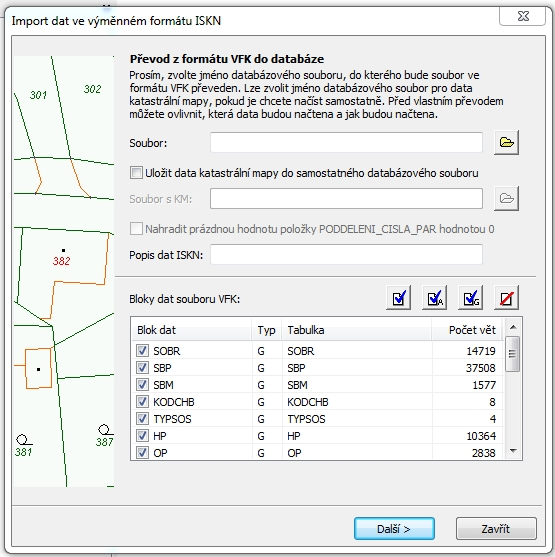 Import dat ve výměnném formátu ISKN
301
302
382
381
387
Převod z formátu VFK do databáze
Prosím, zvolte jméno databázového souboru, do kterého bude soubor ve
formátu VFK převeden. Lze zvolit jméno databázového soubor pro data
katastrální mapy, pokud je chcete načíst samostatně. Před vlastním převodem
můžete ovlivnit, která data budou načtena a jak budou načtena.
Soubor:
Uložit data katastrální mapy do samostatného databázového souboru
Soubor s KM:
Nahradit prázdnou hodnotu položky PODDELENI_CISLA_PAR hodnotou 0
Popis dat ISKN:
Bloky dat souboru VFK:
A
G
Blok dat Typ Tabulka Počet vět
SOBR G SOBR 14719
SBP G SBP 37508
SBM G SBM 1577
KODCHB G KODCHB 8
TYPSOS G TYPSOS 4
HP G HP 10364
OP G OP 2838
Další >
Zavřít